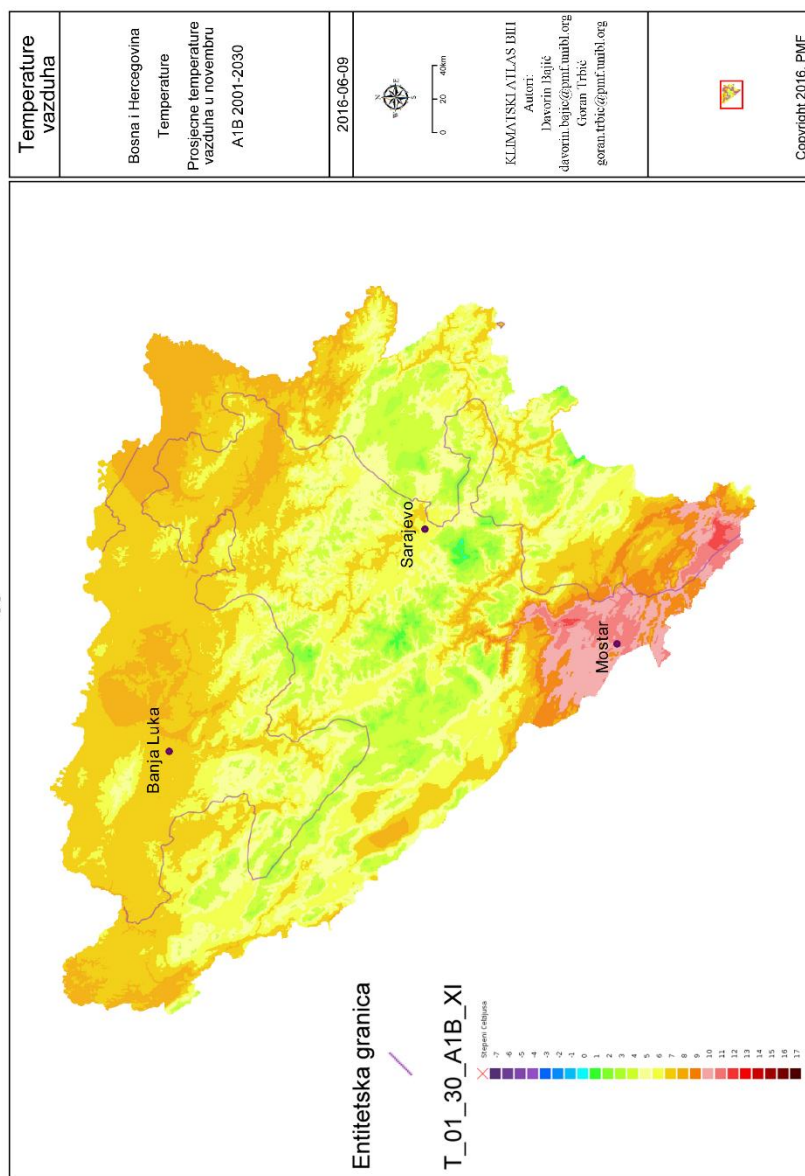 Temperature
vazduha
Bosna i Hercegovina
Temperature
Prosjecne temperature
vazduha u novembru
A1B 2001-2030
2016-06-09
N
W
E
S
0
20
40km
KLIMATSKI ATLAS BIH
Autori:
Davorin Bajić
davorin.bajic@pmf.unibl.org
Goran Trbić
goran.trbic@pmf.unibl.org
Copyright 2016, PMF
Banja Luka
Sarajevo
Mostar
Entitetska granica
T_01_30_A1B_XI
Stepeni Celzijusa
-7
-6
-5
-4
-3
-2
-1
0
1
2
3
4
5
6
7
8
9
10
11
12
13
14
15
16
17